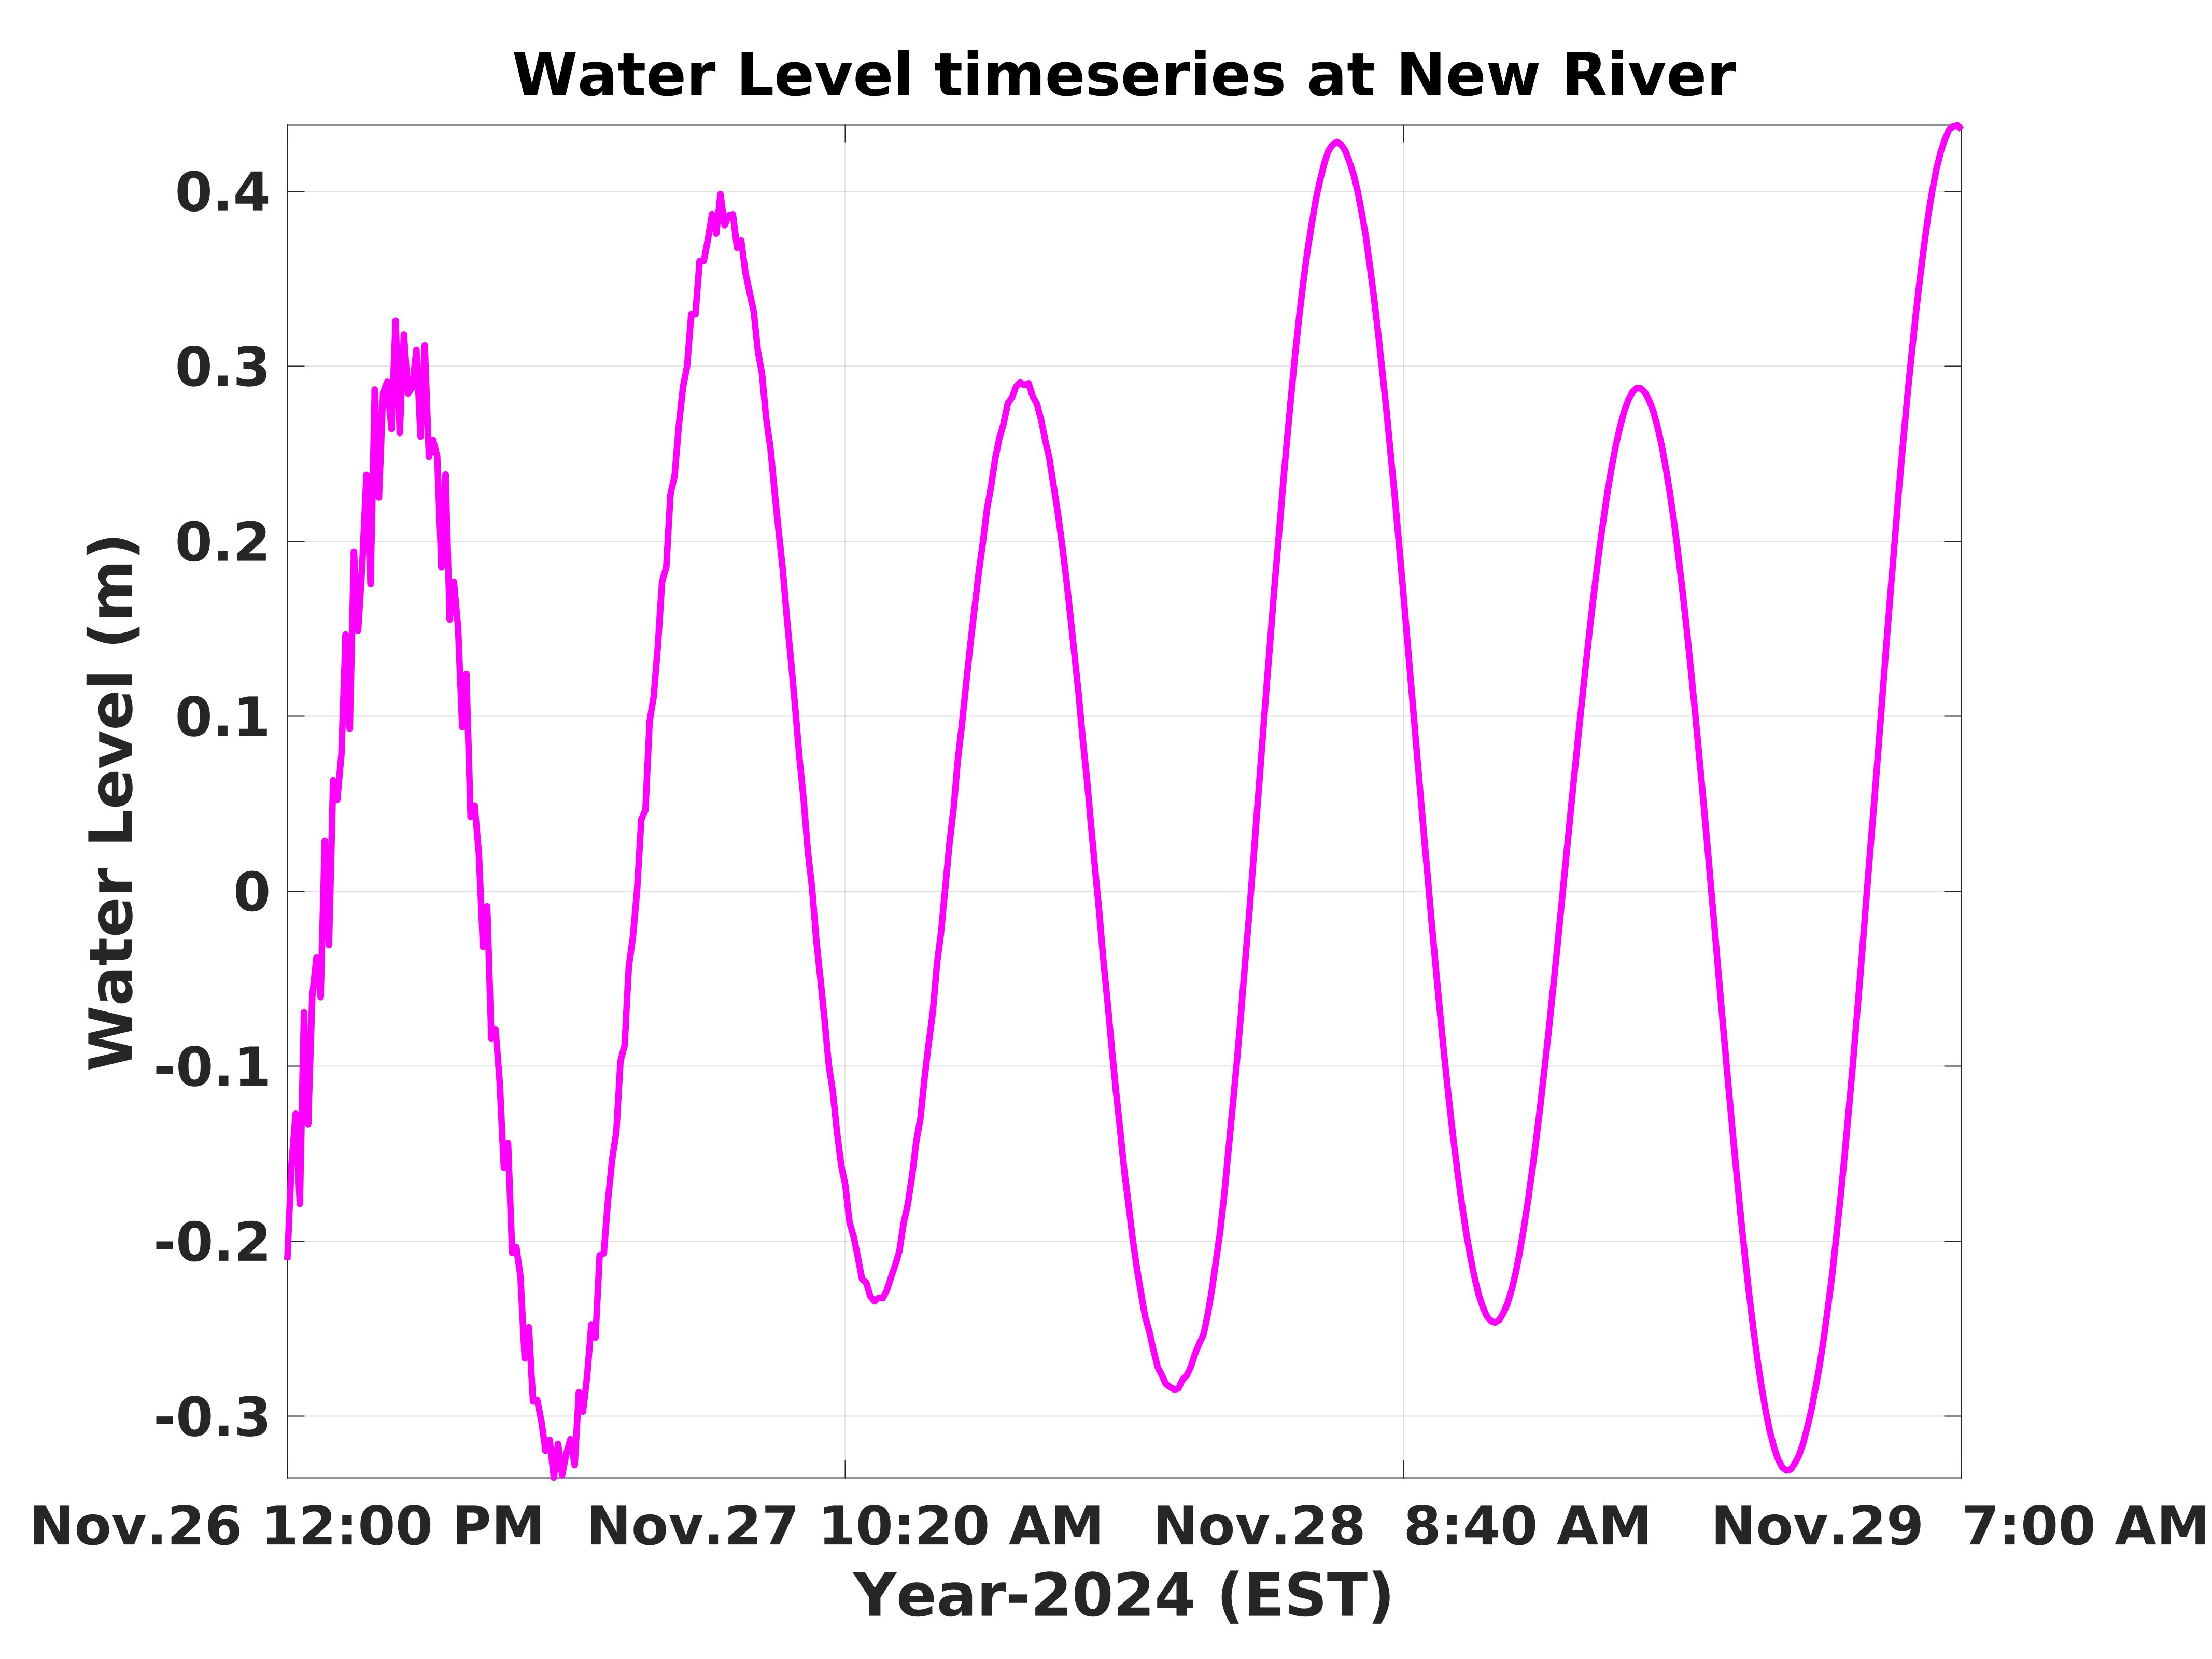 Water Level timeseries at New River
Water Level (m)
0.4
0.3
0.2
0.1
0
-0.1
-0.2
-0.3
Nov.26 12:00 PM Nov.27 10:20 AM Nov.28 8:40 AM Nov.29 7:00 AM
Year-2024 (EST)